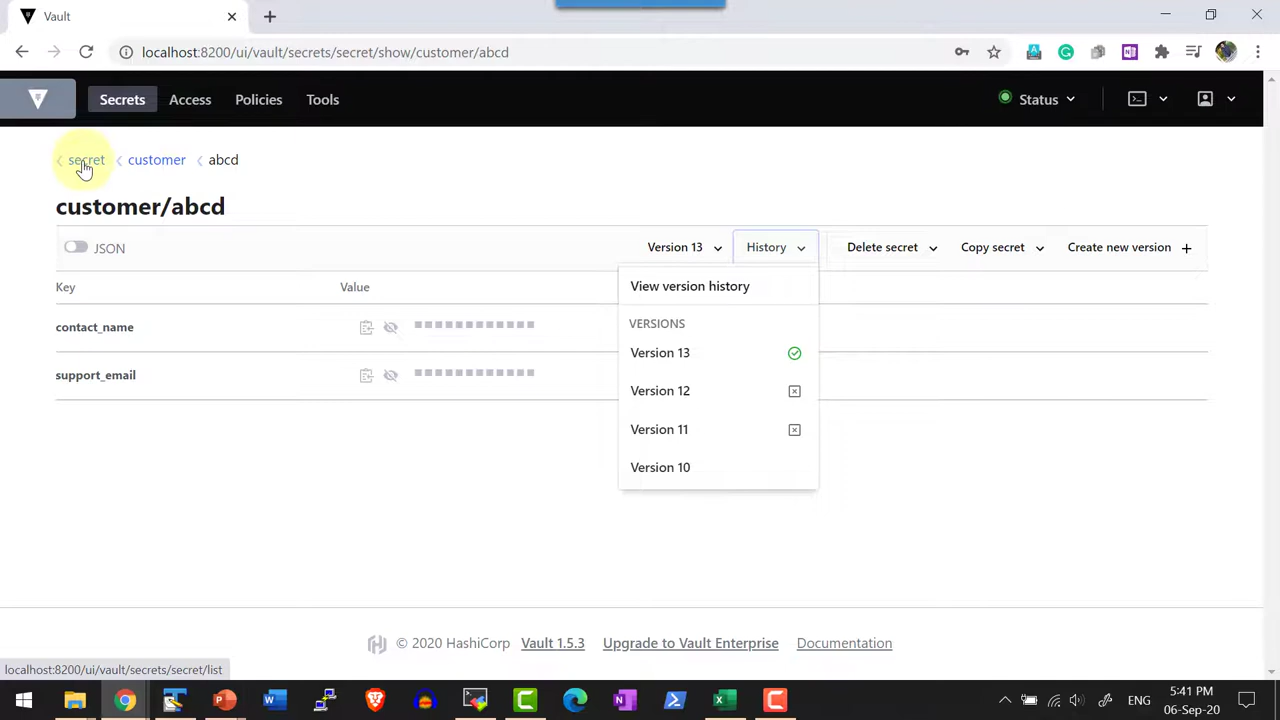 Vault
localhost:8200/ui/vault/secrets/secret/show/customer/abcd
Secrets Access Policies Tools Status
secret customer abcd
customer/abcd
JSON Version 13 History Delete secret Copy secret Create new version
Key Value View version history
VERSIONS
contact_name
Version 13
support_email
Version 12
Version 11
Version 10
© 2020 HashiCorp Vault 1.5.3 Upgrade to Vault Enterprise Documentation
localhost:8200/ui/vault/secrets/secret/list
ENG 5:41 PM
06-Sep-20